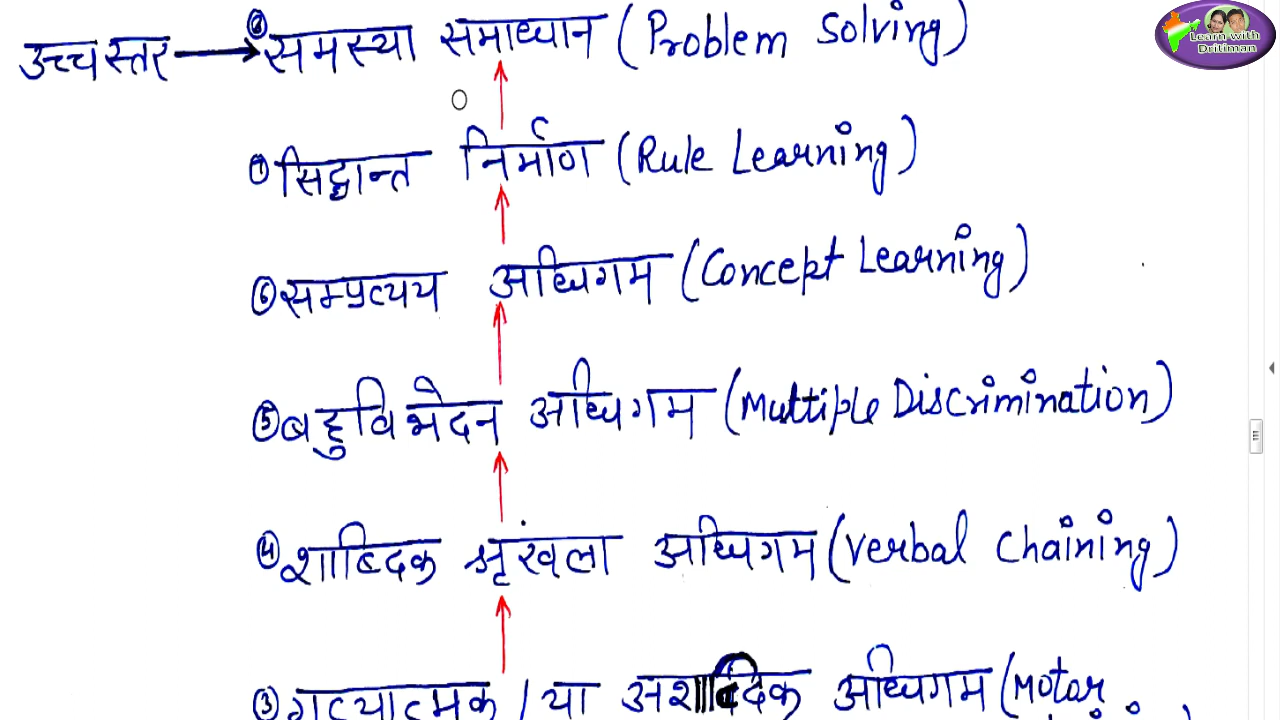 Learn with
Dritiman
उच्चस्तर → ⑧ समस्या समाधान (Problem Solving)
⑦ सिद्धान्त निर्माण (Rule Learning)
⑥ सम्प्रत्यय अधिगम (Concept Learning)
⑤ बहुविभेदन अधिगम (Multiple Discrimination)
④ शाब्दिक श्रृंखला अधिगम (Verbal Chaining)
③ गत्यात्मक / या अशाब्दिक अधिगम (Motar